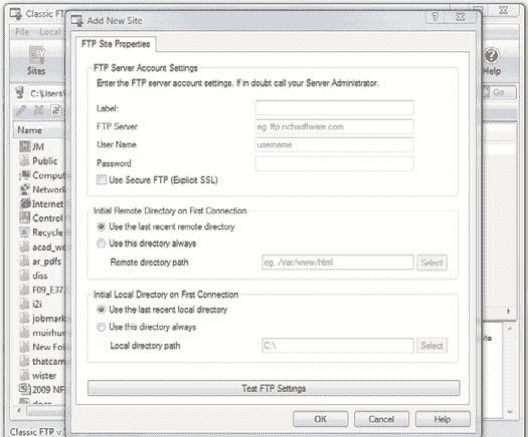 Classic FT
Add New Site
File Local
FTP Site Properties
Sites
Help
FTP Server Account Settings
Enter the FTP server account settings. If in doubt call your Server Administrator.
C:\Users\
Go
Label:
FTP Server
eg. ftp.nchsoftware.com
User Name
username
Name
Password
JM
Use Secure FTP (Explicit SSL)
Public
Compute
Network
Internet
Initial Remote Directory on First Connection
Control
Use the last recent remote directory
Recycle
Use this directory always
acad_wo
ar_pdfs
Remote directory path
eg. /var/www/html
Select
diss
F09_E372
Initial Local Directory on First Connection
i2i
Use the last recent local directory
jobmark
Use this directory always
muirhun
New Fold
Local directory path
C:\
Select
thatcam
wister
2009 NF
Test FTP Settings
docs
OK
Cancel
Help
Classic FTP v